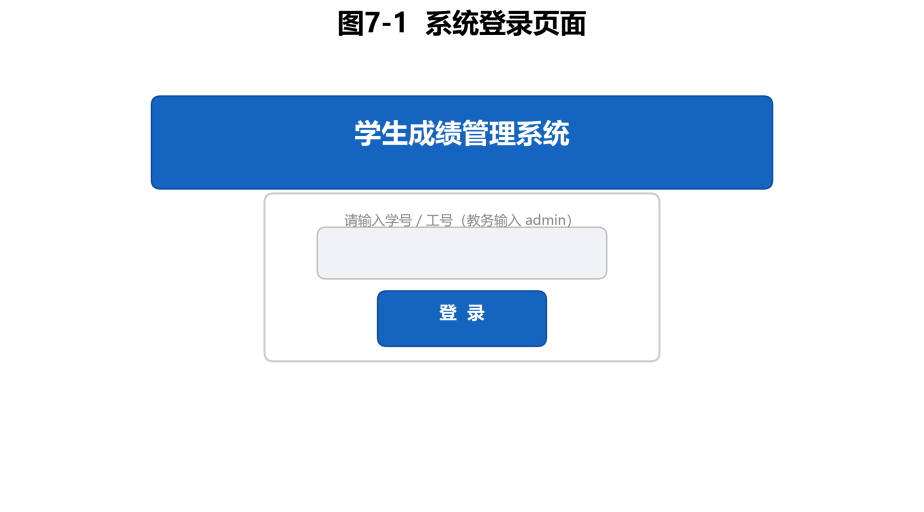 图7-1 系统登录页面
学生成绩管理系统
请输入学号 / 工号（教务输入 admin）
登 录